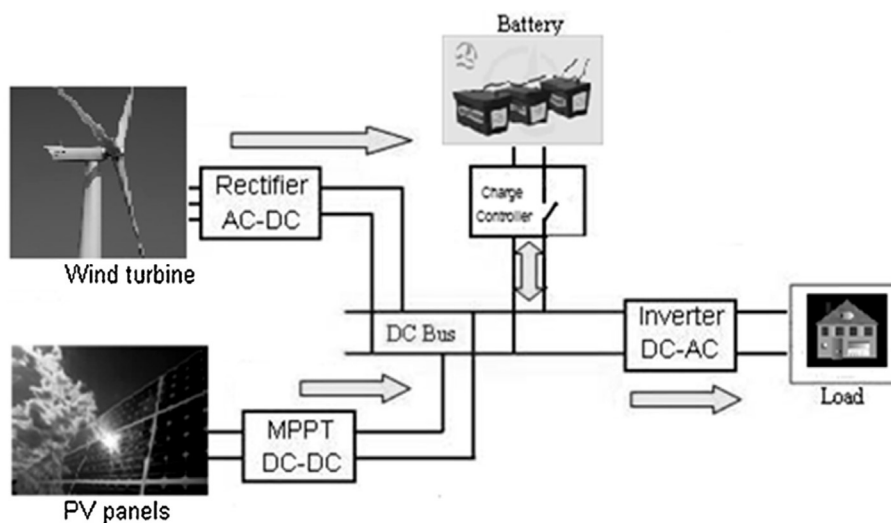 Battery
Rectifier
AC-DC
Charge
Controller
Wind turbine
DC Bus
Inverter
DC-AC
Load
MPPT
DC-DC
PV panels